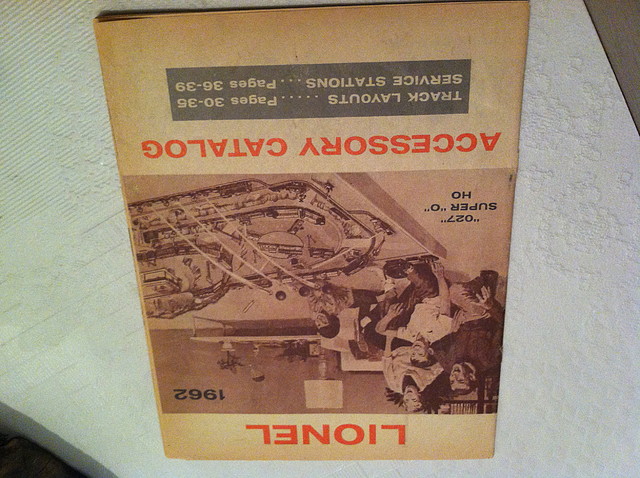 LIONEL
1962
"027"
SUPER "O"
HO
ACCESSORY CATALOG
TRACK LAYOUTS ..... Pages 30-35
SERVICE STATIONS ... Pages 36-39